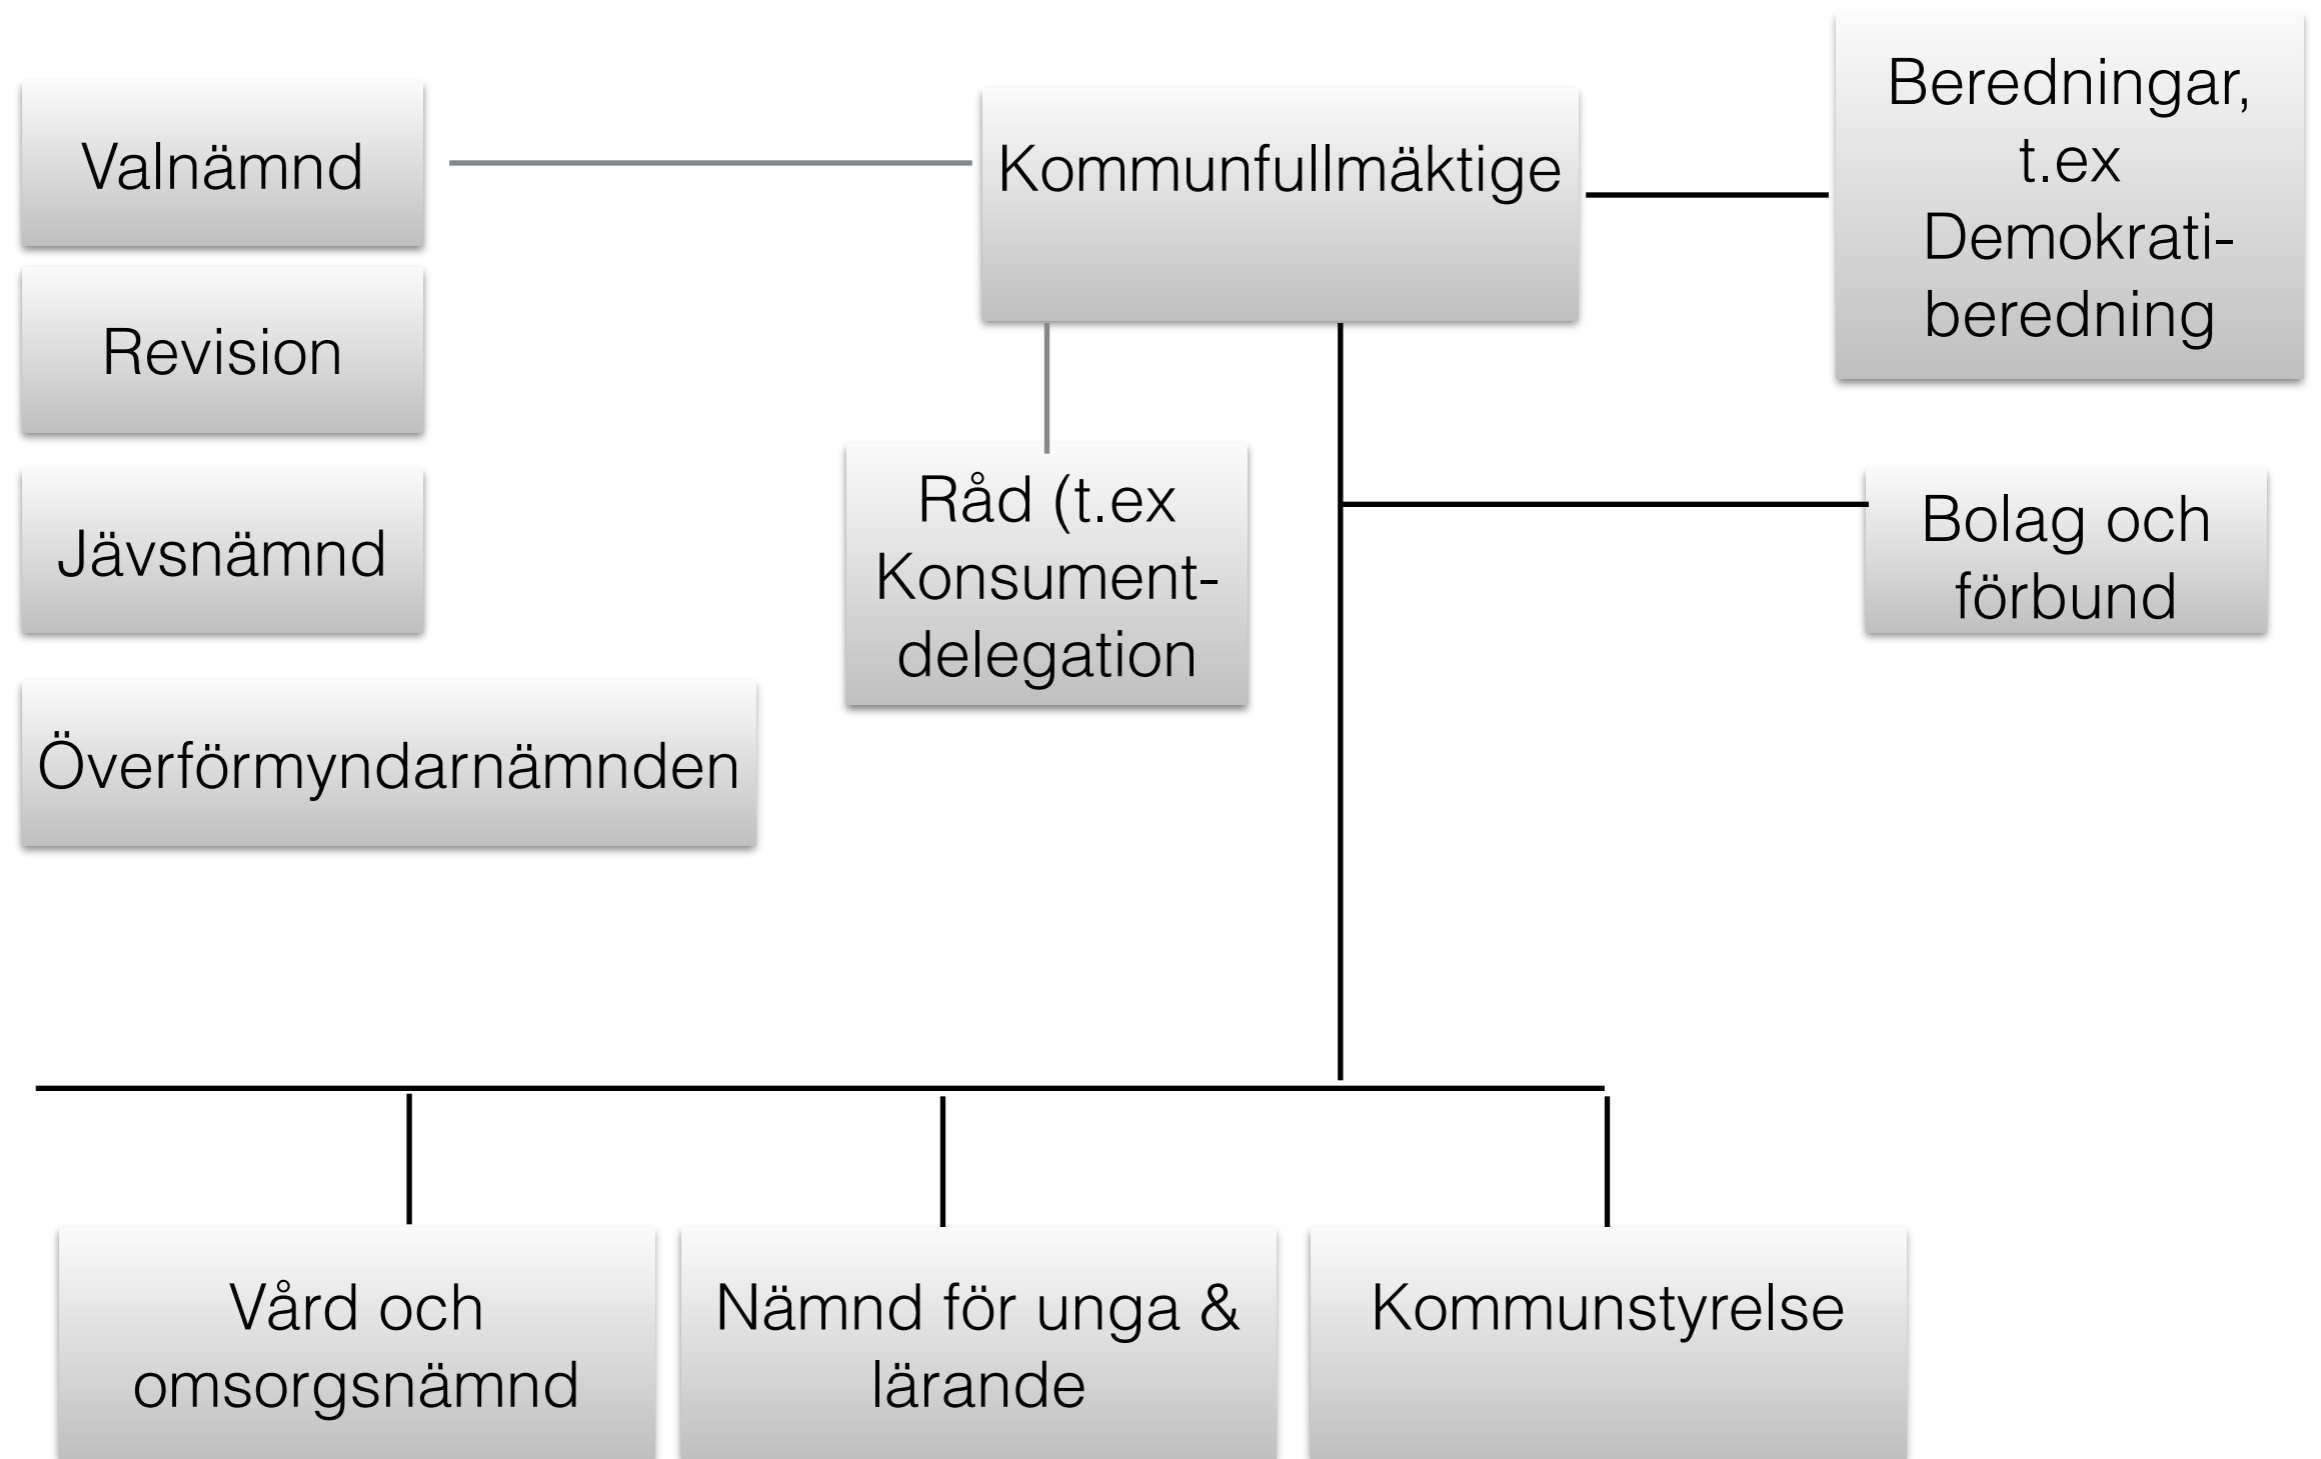 Valnämnd
Kommunfullmäktige
Beredningar,
t.ex
Demokrati-
beredning
Revision
Jävsnämnd
Råd (t.ex
Konsument-
delegation
Bolag och
förbund
Överförmyndarnämnden
Vård och
omsorgsnämnd
Nämnd för unga &
lärande
Kommunstyrelse